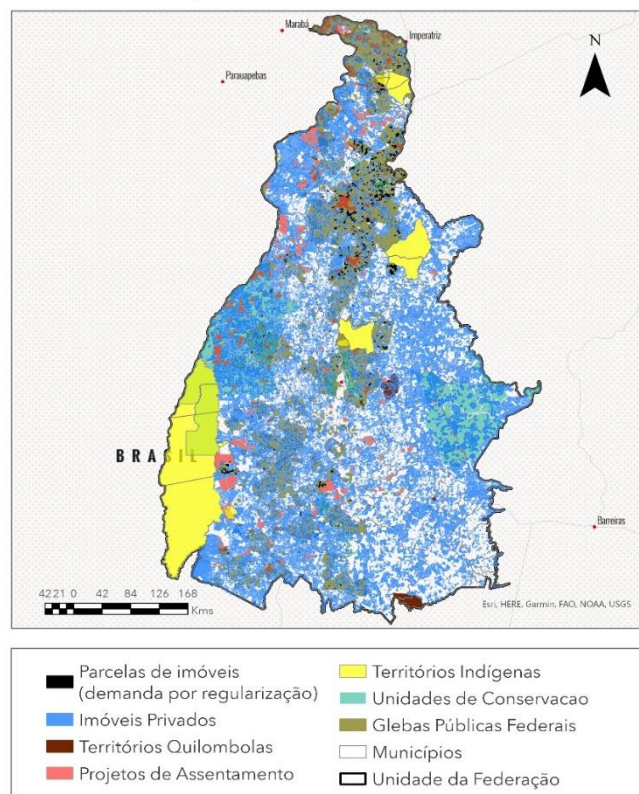 Marabá
Imperatriz
Parauapebas
N
BRASIL
Barreiras
4221 0 42 84 126 168
Kms
Esri, HERE, Garmin, FAO, NOAA, USGS
Parcelas de imóveis
(demanda por regularização)
Imóveis Privados
Territórios Quilombolas
Projetos de Assentamento
Territórios Indígenas
Unidades de Conservacao
Glebas Públicas Federais
Municípios
Unidade da Federação